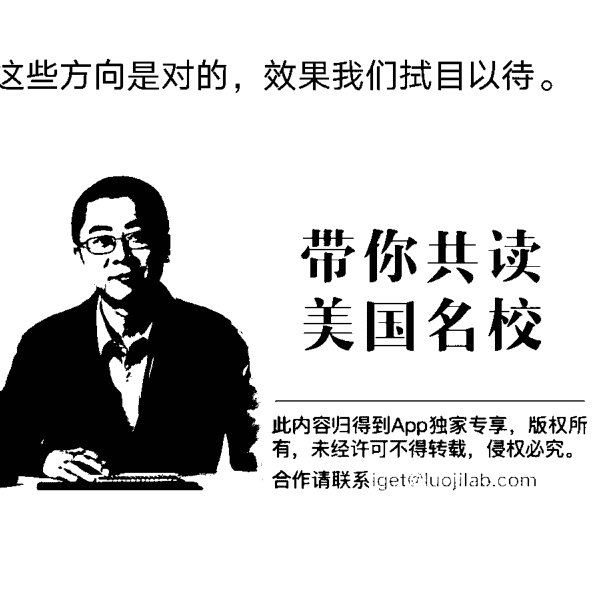 这些方向是对的，效果我们拭目以待。
带你共读
美国名校
此内容归得到App独家专享，版权所
有，未经许可不得转载，侵权必究。
合作请联系iget@luojilab.com